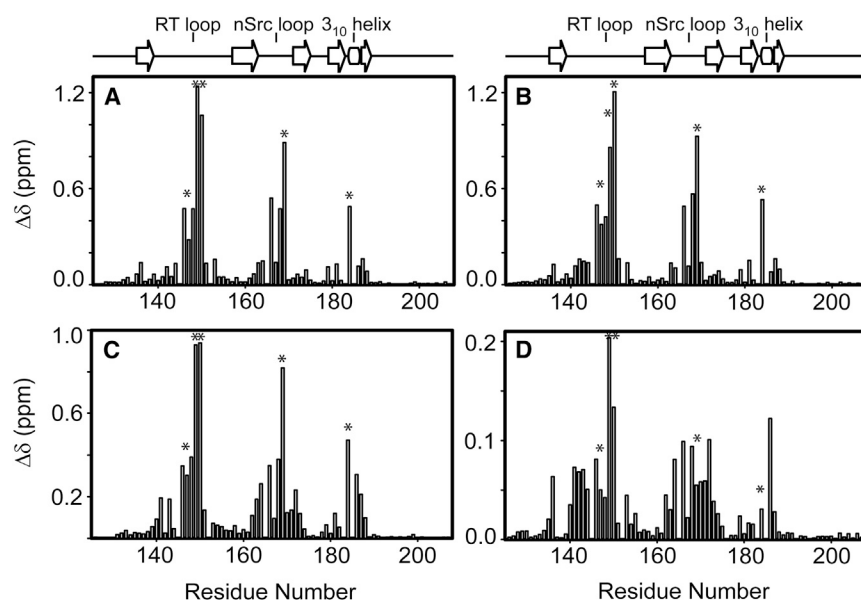 RT loop nSrc loop 3₁₀ helix RT loop nSrc loop 3₁₀ helix
A B
* ** * * * * * * *
Δδ (ppm)
1.2 0.6 0.0 1.2 0.6 0.0
140 160 180 200 140 160 180 200
C D
* ** * * * ** * *
Δδ (ppm)
1.0 0.6 0.2 0.2 0.1 0.0
140 160 180 200 140 160 180 200
Residue Number Residue Number